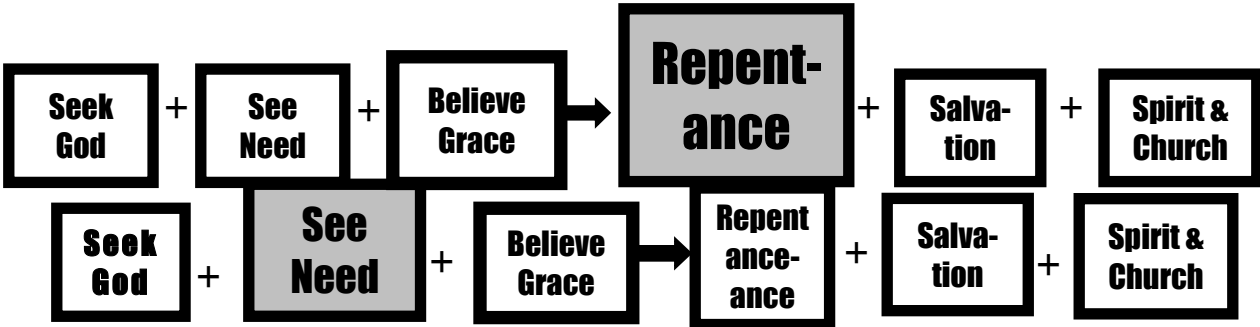 Seek
God
+
See
Need
+
Believe
Grace
Repent-
ance
+
Salva-
tion
+
Spirit &
Church
Seek
God
+
See
Need
+
Believe
Grace
Repent
ance-
ance
+
Salva-
tion
+
Spirit &
Church